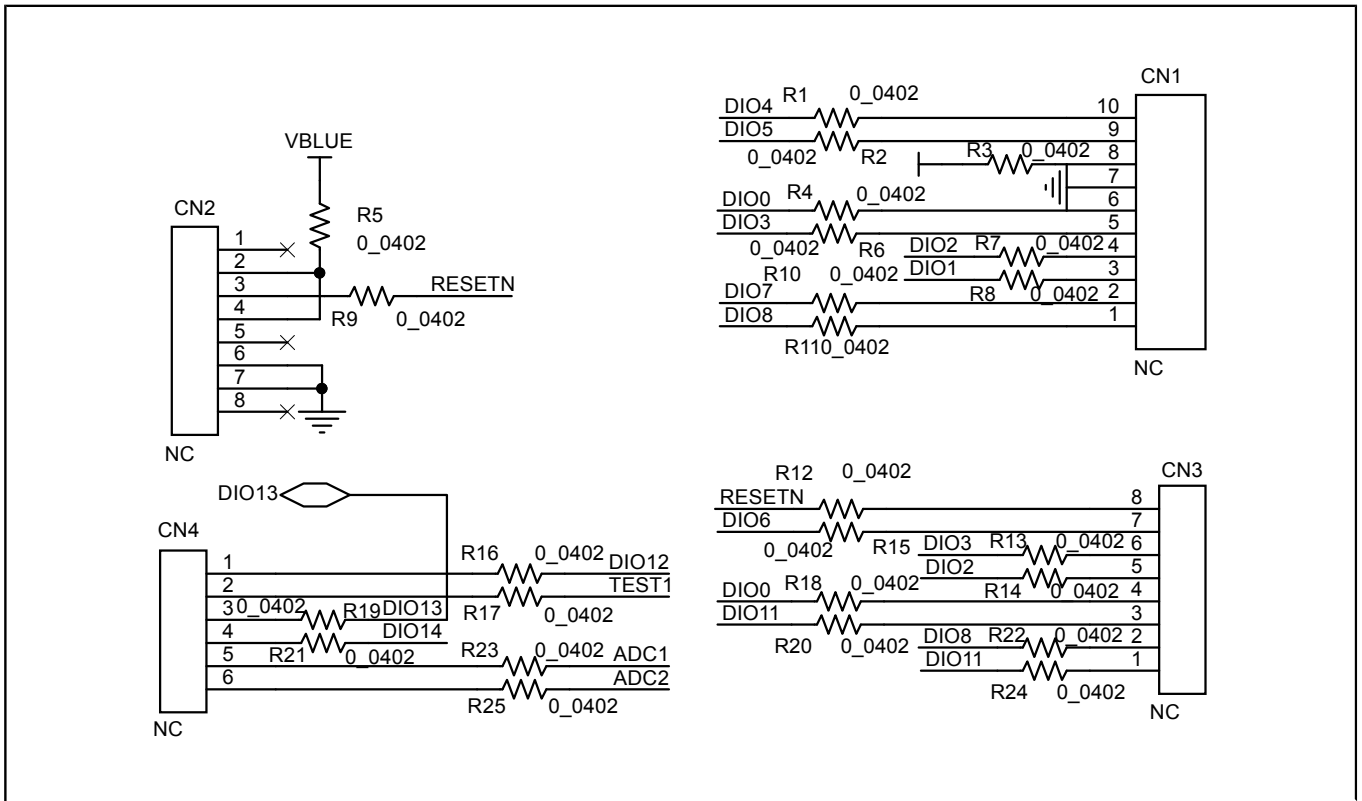 VBLUE
CN2
R5
0_0402
1
2
3
4
5
6
7
8
RESETN
R9 0_0402
NC
CN1
DIO4 R1 0_0402 10
DIO5 9
0_0402 R2 R3 0_0402 8
7
DIO0 R4 0_0402 6
DIO3 5
0_0402 R6 DIO2 R7 0_0402 4
R10 0_0402 DIO1 3
R8 0_0402
DIO7 2
DIO8 1
R110_0402
NC
DIO13
CN4
1 R16 0_0402 DIO12
2 TEST1
3 0_0402 R19 DIO13 R17 0_0402
4 DIO14
R21 0_0402
5 R23 0_0402 ADC1
6 ADC2
R25 0_0402
NC
CN3
R12 0_0402
RESETN 8
DIO6 7
0_0402 R15 DIO3 R13 0_0402 6
DIO2 5
R14 0_0402
DIO0 R18 0_0402 4
DIO11 3
R20 0_0402 DIO8 R22 0_0402 2
DIO11 1
R24 0_0402
NC